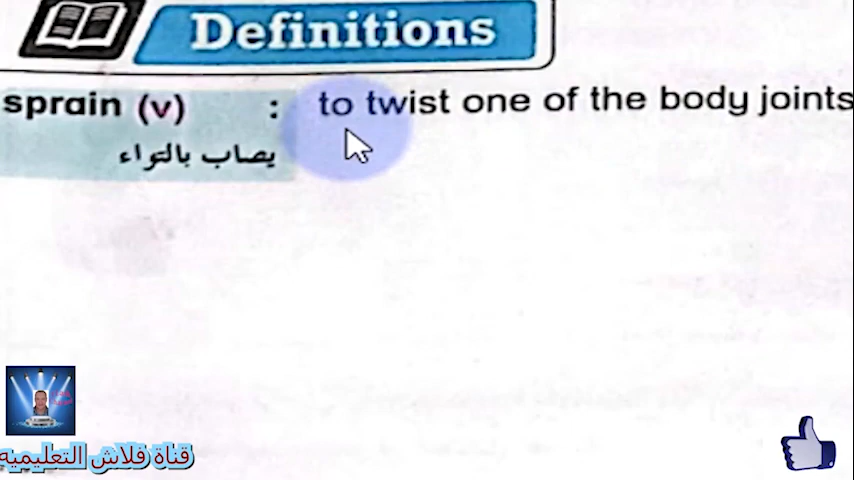 Definitions
sprain (v) : to twist one of the body joints
يصاب بالتواء
قناة فلاش التعليمية